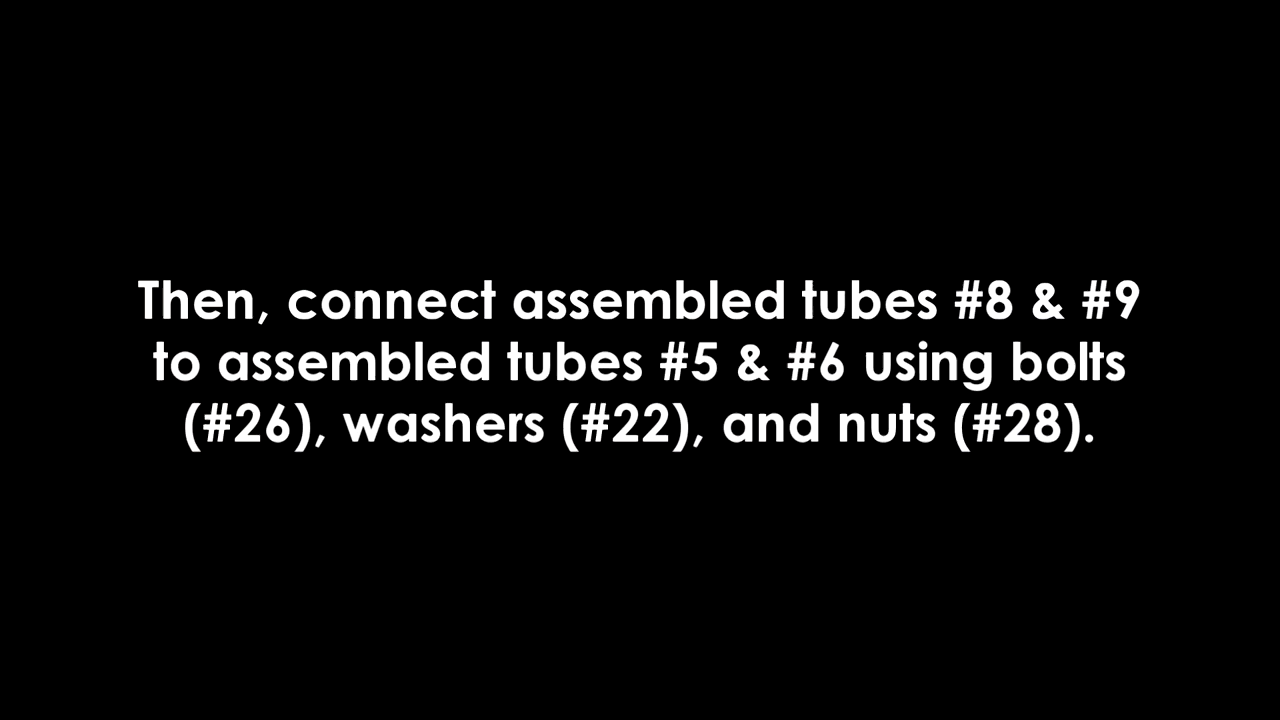 Then, connect assembled tubes #8 & #9
to assembled tubes #5 & #6 using bolts
(#26), washers (#22), and nuts (#28).